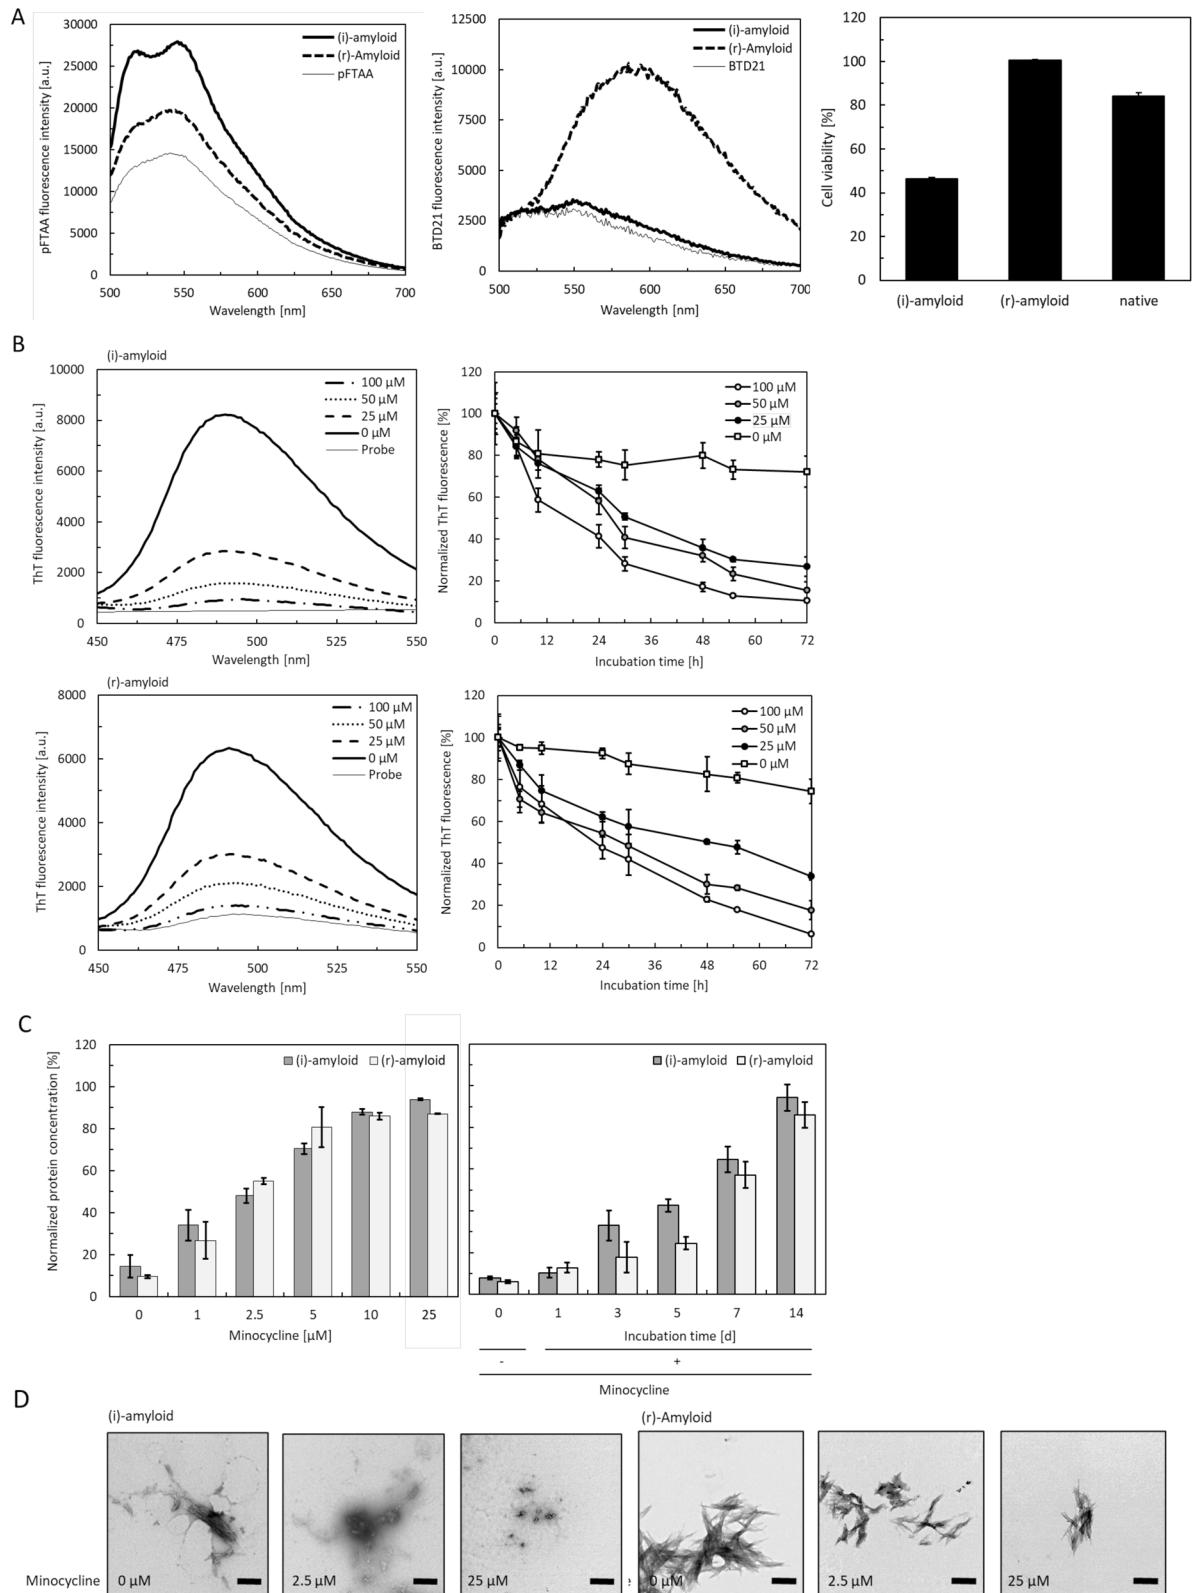 A
30000
25000
20000
15000
10000
5000
0
pFTAA fluorescence intensity [a.u.]
(i)-amyloid
(r)-Amyloid
pFTAA
500 550 600 650 700
Wavelength [nm]
12500
10000
7500
5000
2500
0
BTD21 fluorescence intensity [a.u.]
(i)-amyloid
(r)-Amyloid
BTD21
500 550 600 650 700
Wavelength [nm]
120
100
80
60
40
20
0
Cell viability [%]
(i)-amyloid (r)-amyloid native
B
(i)-amyloid
10000
8000
6000
4000
2000
0
ThT fluorescence intensity [a.u.]
100 µM
50 µM
25 µM
0 µM
Probe
450 475 500 525 550
Wavelength [nm]
120
100
80
60
40
20
0
Normalized ThT fluorescence [%]
100 µM
50 µM
25 µM
0 µM
0 12 24 36 48 60 72
Incubation time [h]
(r)-amyloid
8000
6000
4000
2000
0
ThT fluorescence intensity [a.u.]
100 µM
50 µM
25 µM
0 µM
Probe
450 475 500 525 550
Wavelength [nm]
120
100
80
60
40
20
0
Normalized ThT fluorescence [%]
100 µM
50 µM
25 µM
0 µM
0 12 24 36 48 60 72
Incubation time [h]
C
120
100
80
60
40
20
0
Normalized protein concentration [%]
(i)-amyloid (r)-amyloid
0 1 2.5 5 10 25
Minocycline [µM]
(i)-amyloid (r)-amyloid
0 1 3 5 7 14
Incubation time [d]
- +
Minocycline
D
(i)-amyloid
(r)-Amyloid
Minocycline 0 µM 2.5 µM 25 µM 0 µM 2.5 µM 25 µM